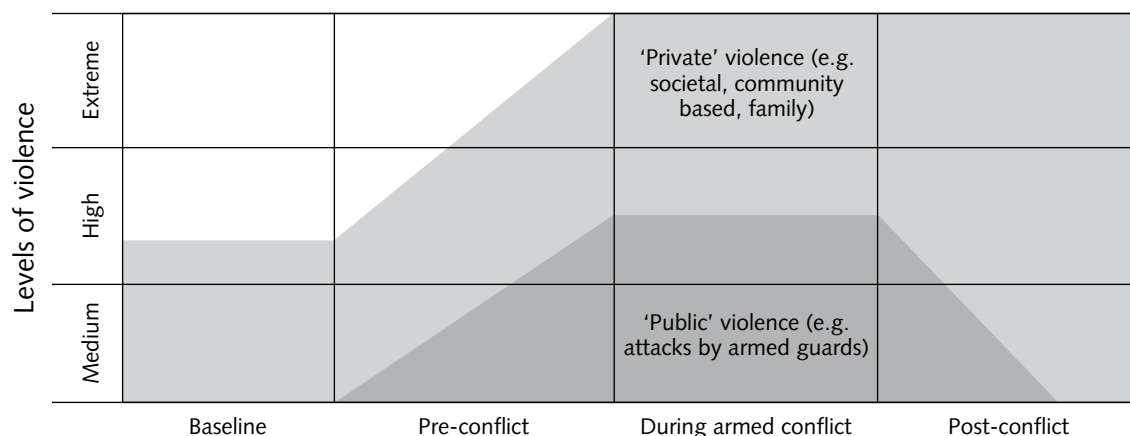 Levels of violence
Extreme
High
Medium
‘Private’ violence (e.g.
societal, community
based, family)
‘Public’ violence (e.g.
attacks by armed guards)
Baseline
Pre-conflict
During armed conflict
Post-conflict